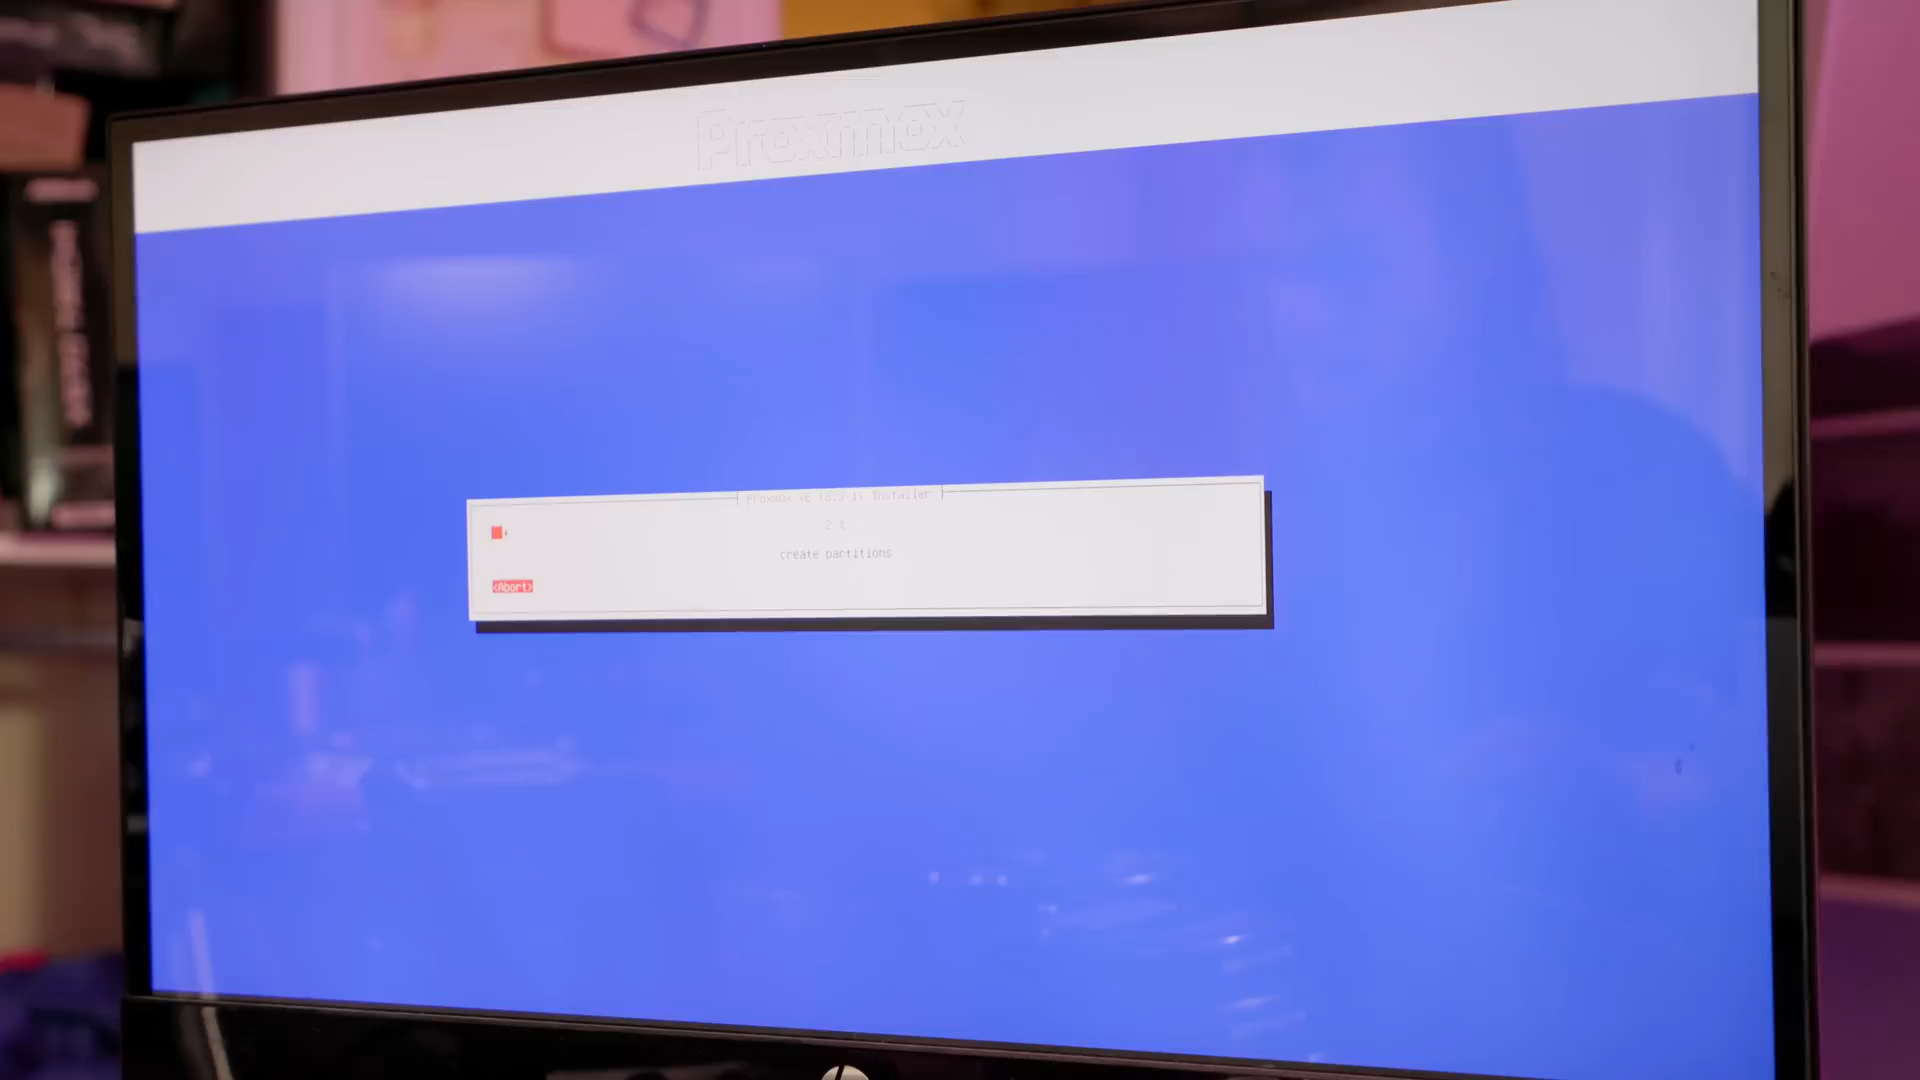 Proxmox
Proxmox VE (8.3-1) Installer
2 %
create partitions
<Abort>